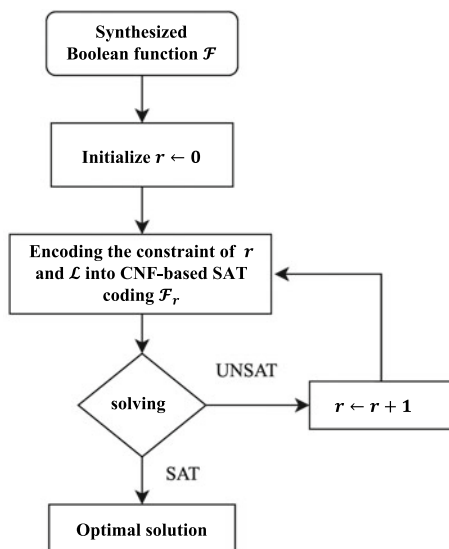 Synthesized
Boolean function ℱ
Initialize r ← 0
Encoding the constraint of r
and ℒ into CNF-based SAT
coding ℱᵣ
UNSAT
solving
r ← r + 1
SAT
Optimal solution